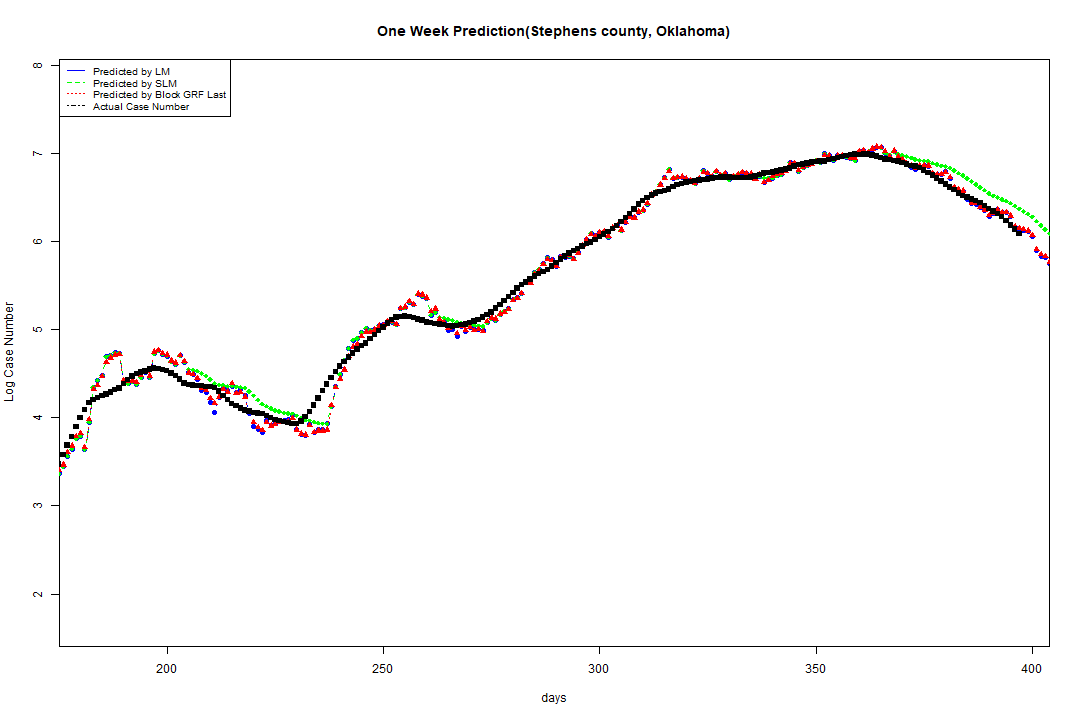 One Week Prediction(Stephens county, Oklahoma)
Predicted by LM
Predicted by SLM
Predicted by Block GRF Last
Actual Case Number
8
7
6
5
4
3
2
Log Case Number
200 250 300 350 400
days